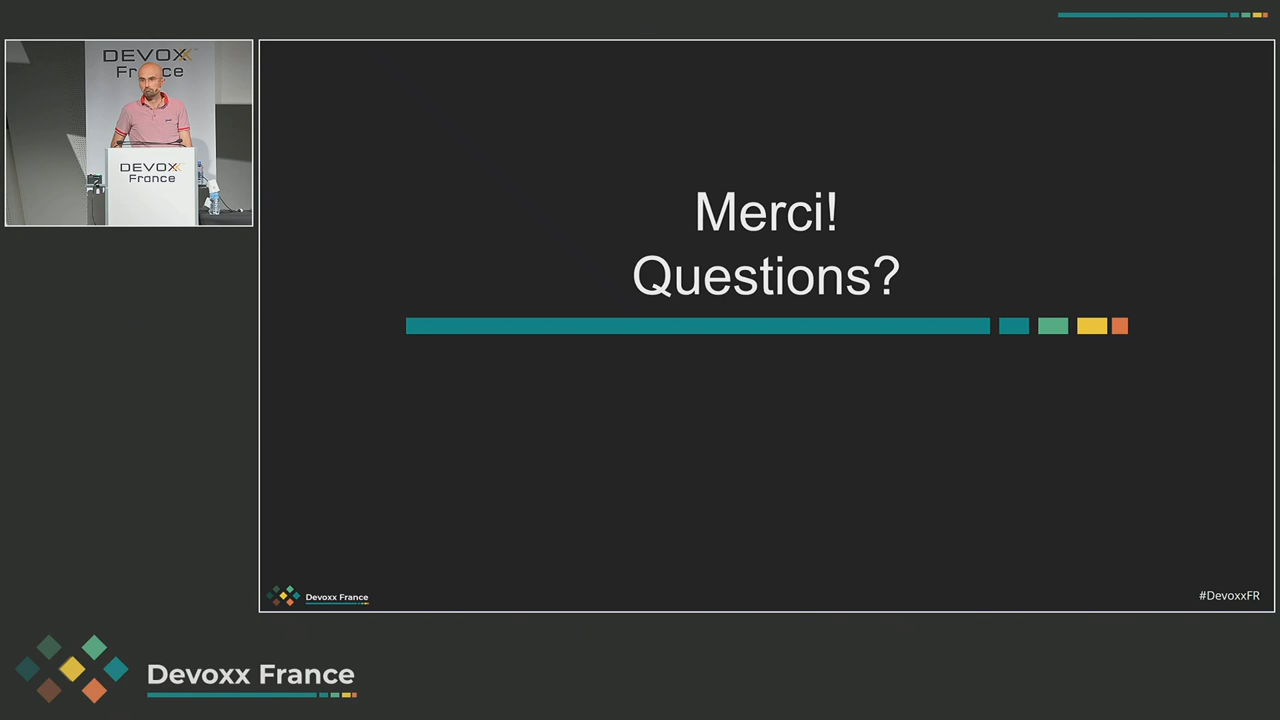 DEVOXX
France
DEVOXX
France
Merci!
Questions?
Devoxx France
#DevoxxFR
Devoxx France